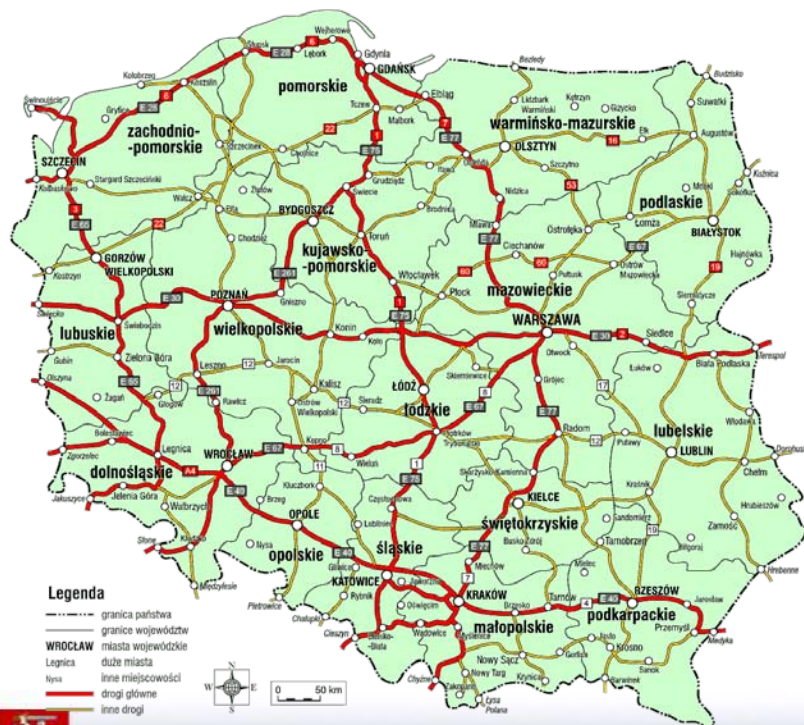 Wejherowe
Słupsk
E 28
6
Lębork
Gdynia
GDAŃSK
Bezledy
Budzisko
Kołobrzeg
Koszalin
pomorskie
Elbląg
Lidzbark
Warmiński
Kętrzyn
Giżycko
Suwałki
Świnoujście
Gryfice
E 28
6
Tczew
Malbork
22
1
7
E 77
warmińsko-mazurskie
16
Ełk
Augustów
zachodnio-
-pomorskie
Szczecinek
Chojnice
E 75
OLSZTYN
Szczytno
SZCZECIN
Kołbaskowo
Stargard Szczeciński
Świecie
Grudziądz
Iława
Ostróda
53
Kuźnica
Sokółka
Wałcz
Złotów
Piła
Nidzica
Mońki
podlaskie
3
E 65
22
BYDGOSZCZ
Brodnica
Mława
Ostrołęka
Łomża
BIAŁYSTOK
Chodzież
Toruń
E 77
Ciechanów
E 67
Hajnówka
GORZÓW
WIELKOPOLSKI
kujawsko-
-pomorskie
60
60
Ostrów
Mazowiecka
19
Kostrzyn
E 261
Włocławek
Płock
Pułtusk
mazowieckie
Siemiatycze
Świecko
E 30
POZNAŃ
Gniezno
1
E 75
lubuskie
Świebodzin
wielkopolskie
Konin
Koło
WARSZAWA
E 30
2
Siedlce
Gubin
Zielona Góra
Otwock
Biała Podlaska
Terespol
Olszyna
Leszno
Jarocin
Skierniewice
Grójec
Łuków
E 65
12
12
Kalisz
ŁÓDŹ
8
17
Żagań
Głogów
E 261
Rawicz
Ostrów
Wielkopolski
12
Sieradz
łódzkie
E 67
E 77
Włodawa
Bolesławiec
Radom
lubelskie
Zgorzelec
Legnica
WROCŁAW
E 67
Kępno
8
Piotrków
Trybunalski
12
Puławy
LUBLIN
Dorohusk
dolnośląskie
A4
Wieluń
1
E 75
Skarżysko-Kamienna
Chełm
Jakuszyce
Jelenia Góra
11
Kluczbork
Kraśnik
Wałbrzych
E 40
Brzeg
Częstochowa
KIELCE
Hrubieszów
OPOLE
Lubliniec
świętokrzyskie
Sandomierz
Zamość
Słone
Kłodzko
Nysa
opolskie
E 40
śląskie
Busko-Zdrój
Tarnobrzeg
19
Biłgoraj
Gliwice
E 77
Miechów
Mielec
Hrebenne
Międzylesie
KATOWICE
Jaworzno
7
Pietrowice
Rybnik
Oświęcim
KRAKÓW
Brzesko
Tarnów
4
E 40
RZESZÓW
Jarosław
Chałupki
małopolskie
podkarpackie
Cieszyn
Bielsko-
-Biała
Wadowice
Myślenice
Przemyśl
Medyka
Nowy Sącz
Gorlice
Jasło
Krosno
Sanok
Chyżne
Nowy Targ
Krynica
Barwinek
Zakopane
Łysa
Polana
Legenda
granica państwa
granice województw
WROCŁAW miasta wojewódzkie
Legnica duże miasta
Nysa inne miejscowości
drogi główne
inne drogi
N
W E
S
0 50 km